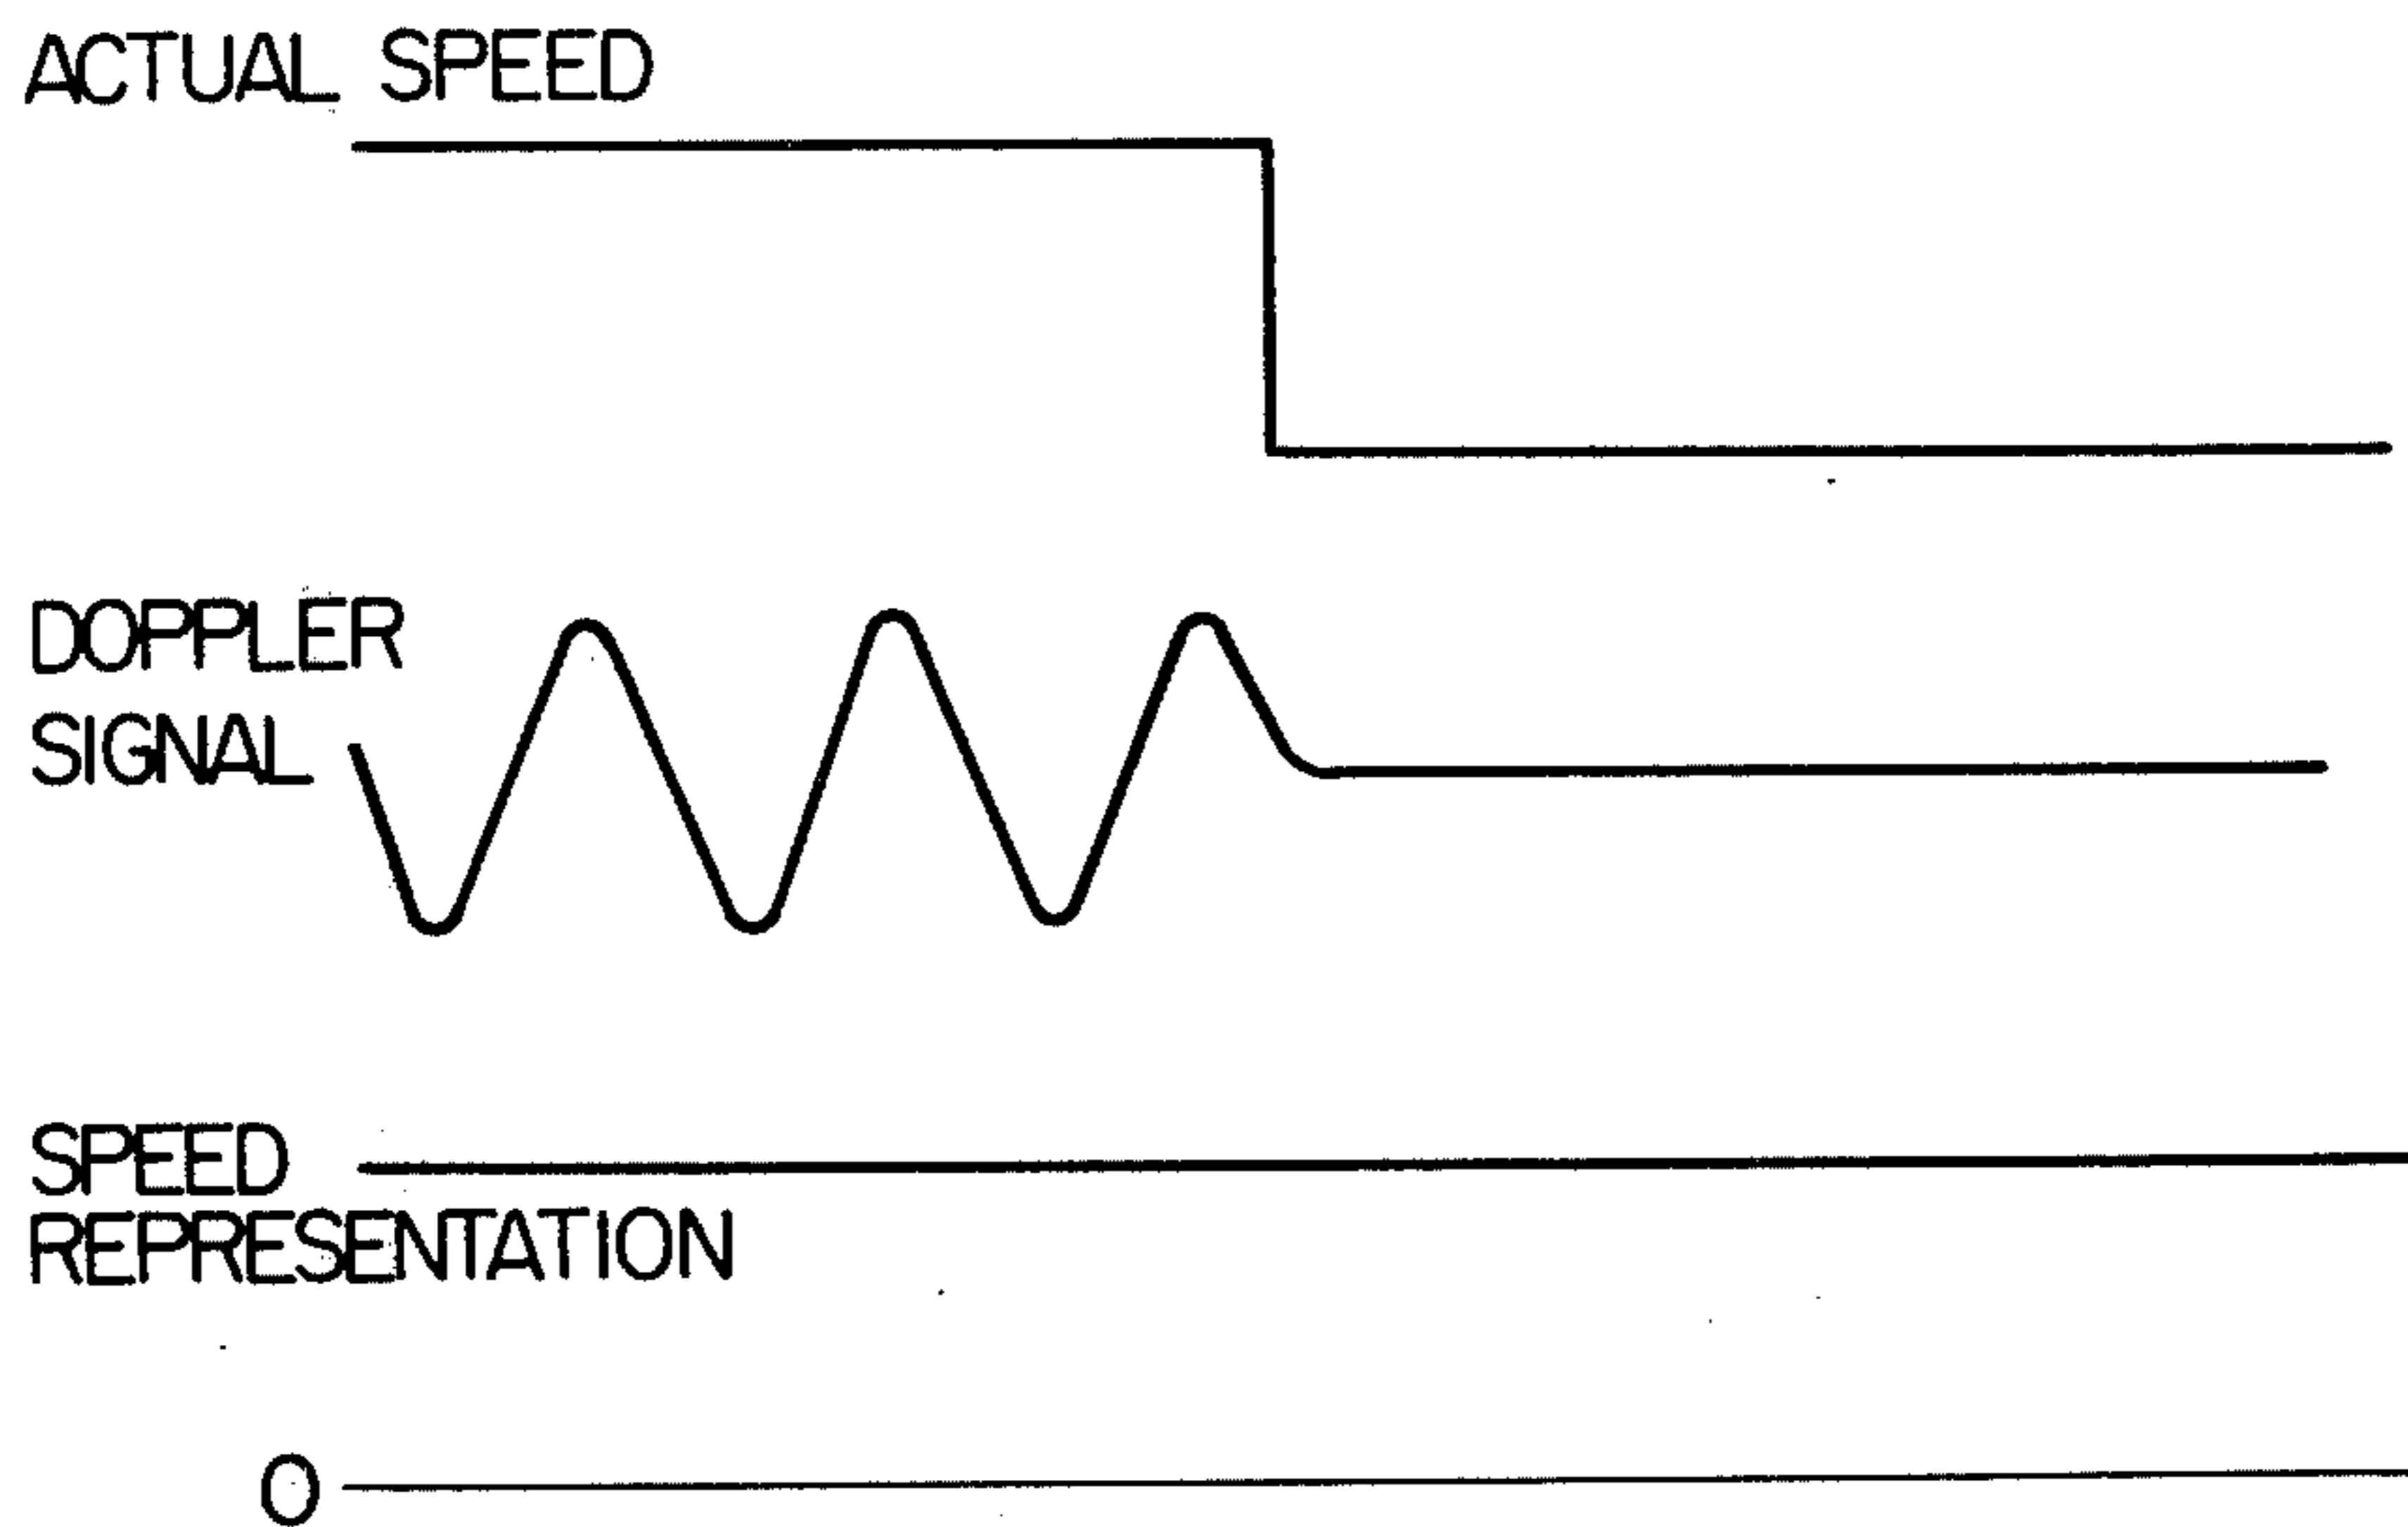 ACTUAL SPEED
DOPPLER
SIGNAL
SPEED
REPRESENTATION
0